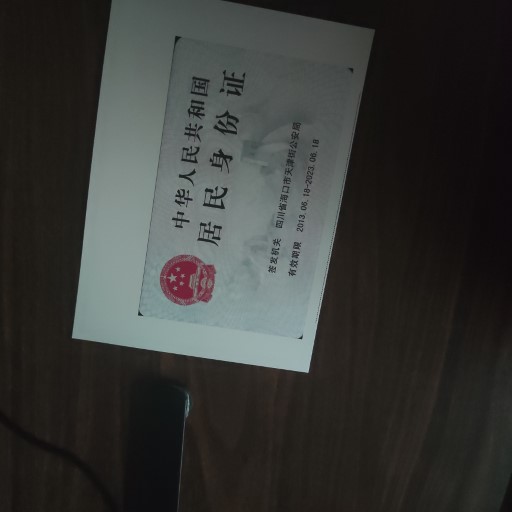 中华人民共和国
居民身份证
签发机关 四川省海口市天津街公安局
有效期限 2013.06.18-2023.06.18